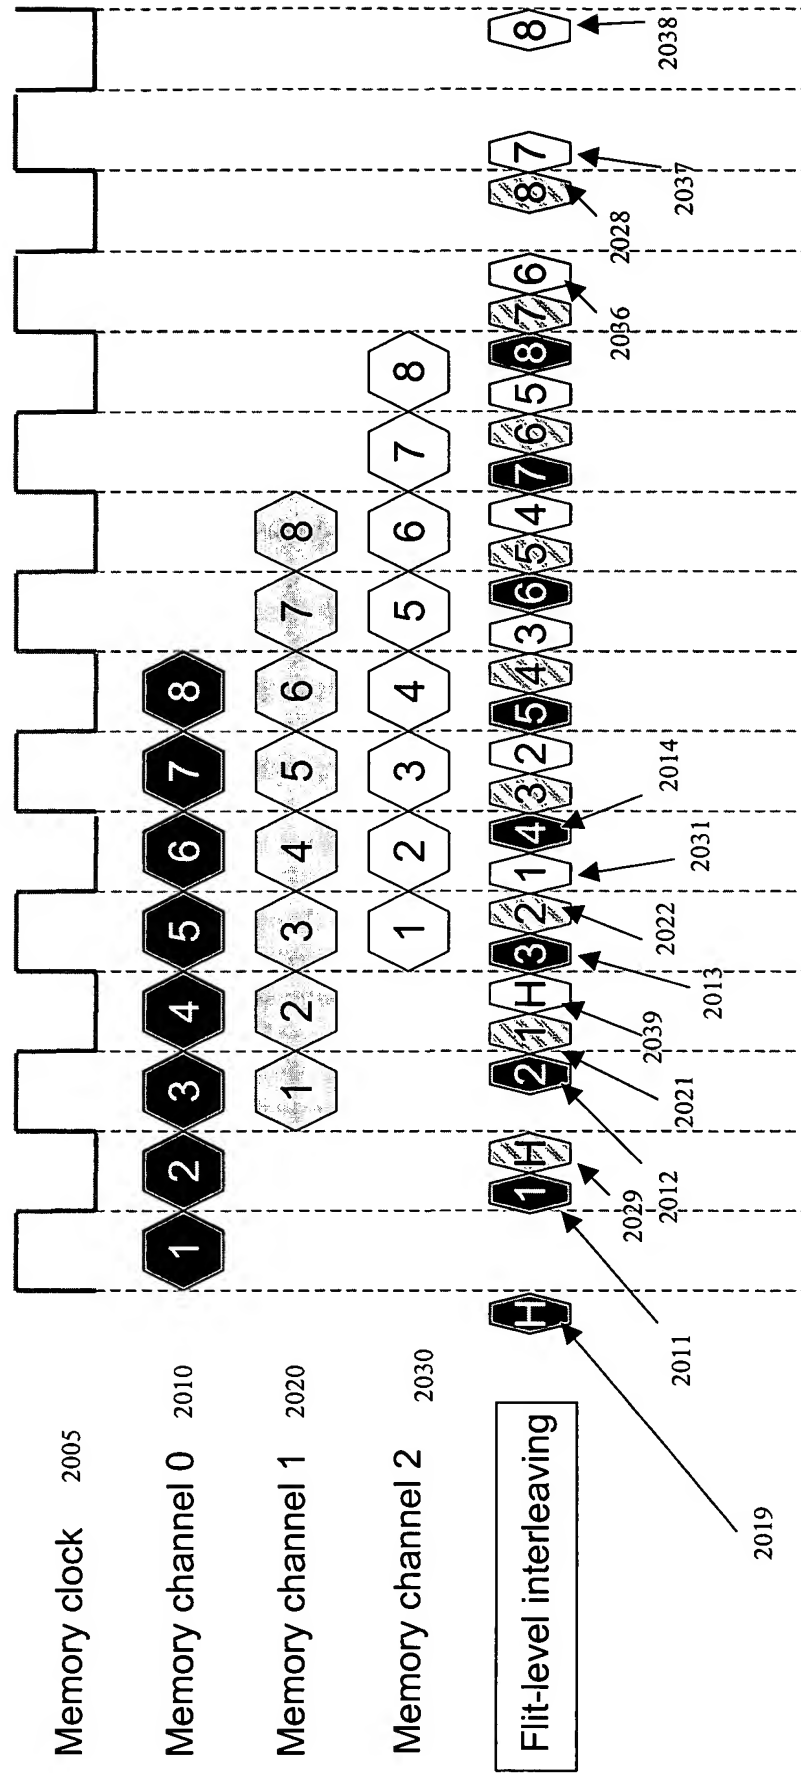 Memory clock 2005
Memory channel 0 2010
1 2 3 4 5 6 7 8
Memory channel 1 2020
1 2 3 4 5 6 7 8
Memory channel 2 2030
1 2 3 4 5 6 7 8
Flit-level interleaving
H 1 H 2 1 H 3 2 1 4 3 2 5 4 3 6 5 4 7 6 5 8 7 6 8 7 8
2019
2011
2029
2012
2021
2039
2013
2022
2031
2014
2036
2028
2037
2038